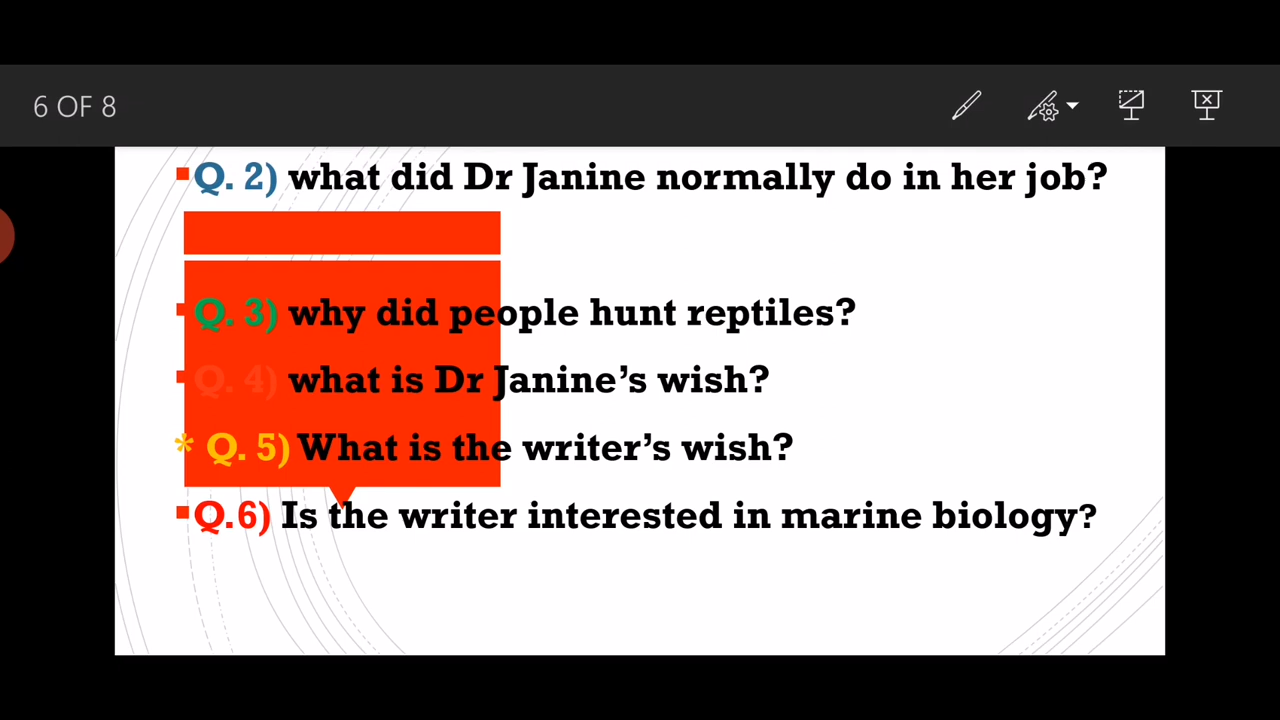 6 OF 8
Q. 2) what did Dr Janine normally do in her job?
Q. 3) why did people hunt reptiles?
Q. 4) what is Dr Janine’s wish?
* Q. 5) What is the writer’s wish?
Q.6) Is the writer interested in marine biology?